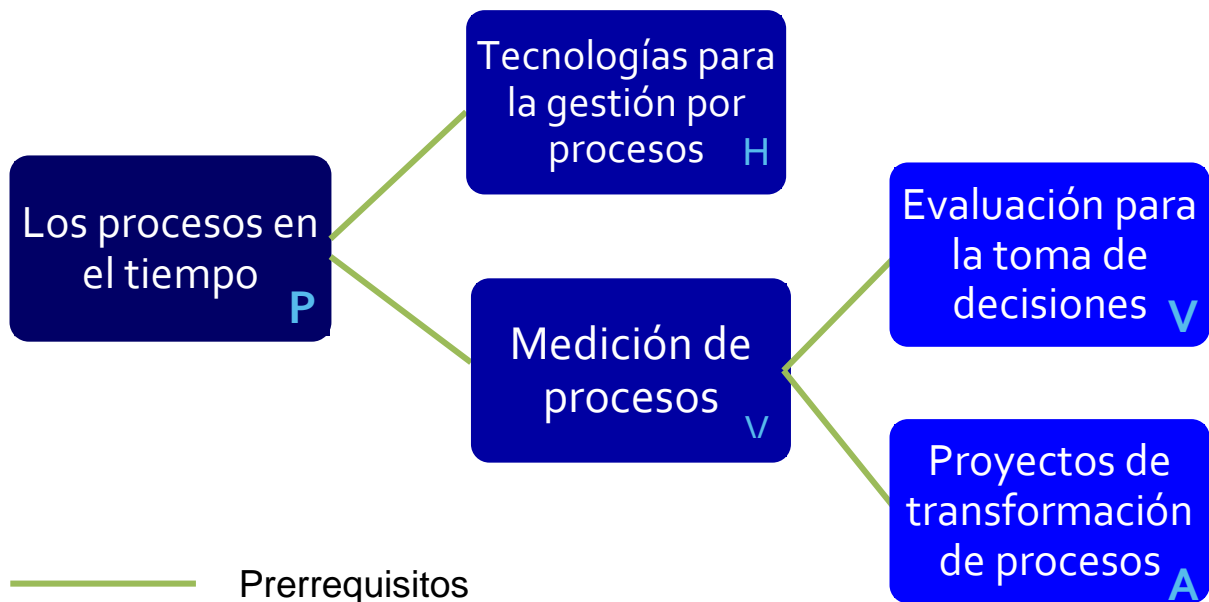 Los procesos en
el tiempo
P
Tecnologías para
la gestión por
procesos H
Medición de
procesos
V
Evaluación para
la toma de
decisiones V
Proyectos de
transformación
de procesos A
Prerrequisitos